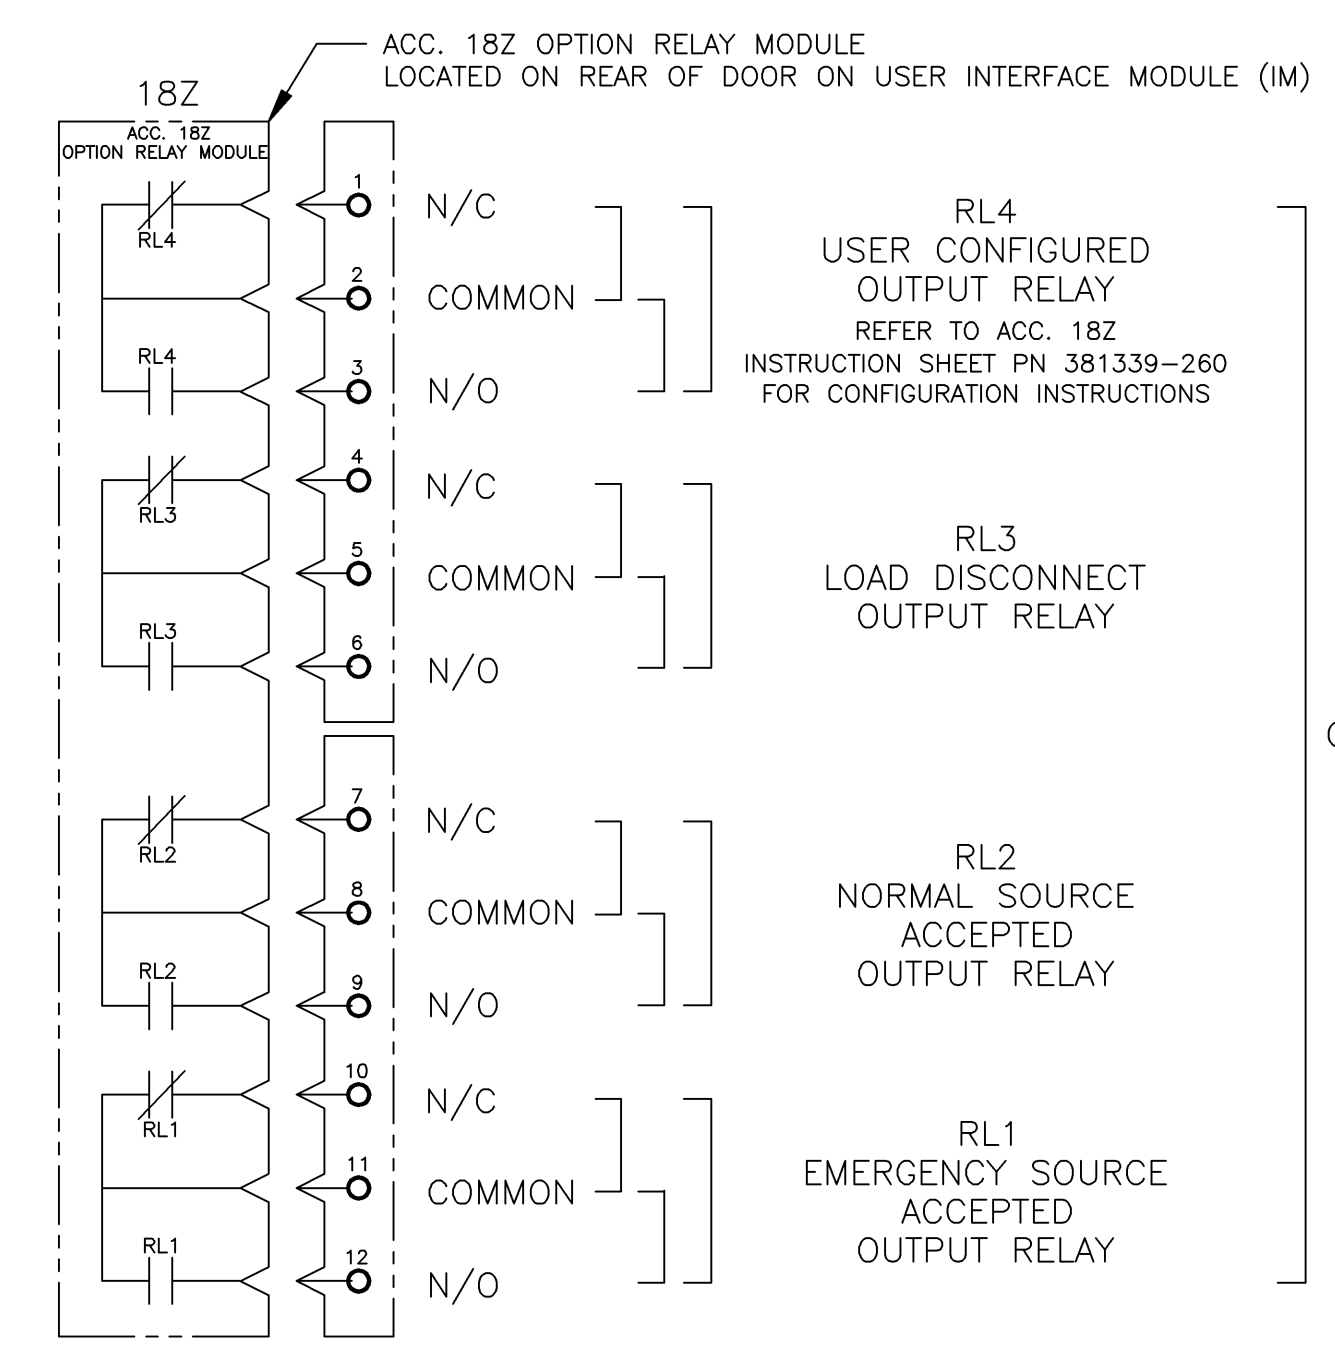 ACC. 18Z OPTION RELAY MODULE
LOCATED ON REAR OF DOOR ON USER INTERFACE MODULE (IM)
18Z
ACC. 18Z
OPTION RELAY MODULE
RL4
1
N/C
2
COMMON
RL4
3
N/O
RL4
USER CONFIGURED
OUTPUT RELAY
REFER TO ACC. 18Z
INSTRUCTION SHEET PN 381339-260
FOR CONFIGURATION INSTRUCTIONS
RL3
4
N/C
5
COMMON
RL3
6
N/O
RL3
LOAD DISCONNECT
OUTPUT RELAY
RL2
7
N/C
8
COMMON
RL2
9
N/O
RL2
NORMAL SOURCE
ACCEPTED
OUTPUT RELAY
RL1
10
N/C
11
COMMON
RL1
12
N/O
RL1
EMERGENCY SOURCE
ACCEPTED
OUTPUT RELAY